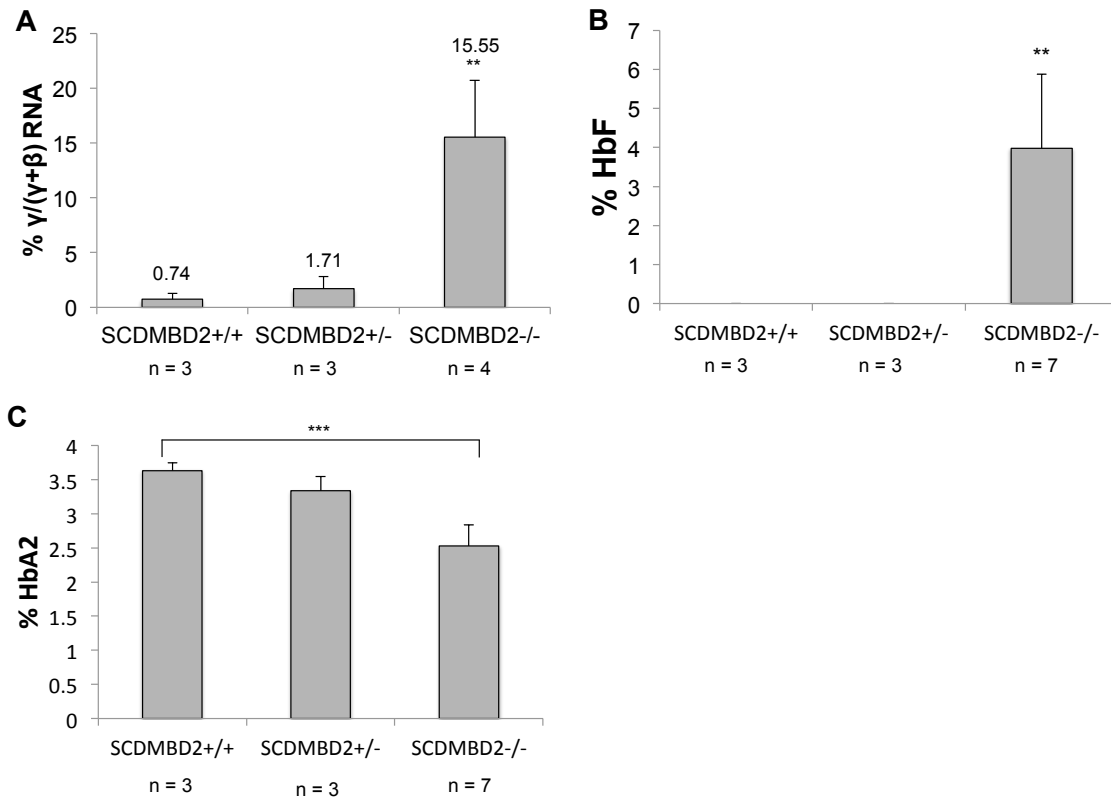 A
% γ/(γ+β) RNA
25
20
15
10
5
0
0.74
1.71
15.55
**
SCDMBD2+/+ SCDMBD2+/- SCDMBD2-/-
n = 3 n = 3 n = 4
B
% HbF
7
6
5
4
3
2
1
0
**
SCDMBD2+/+ SCDMBD2+/- SCDMBD2-/-
n = 3 n = 3 n = 7
C
% HbA2
4
3.5
3
2.5
2
1.5
1
0.5
0
***
SCDMBD2+/+ SCDMBD2+/- SCDMBD2-/-
n = 3 n = 3 n = 7